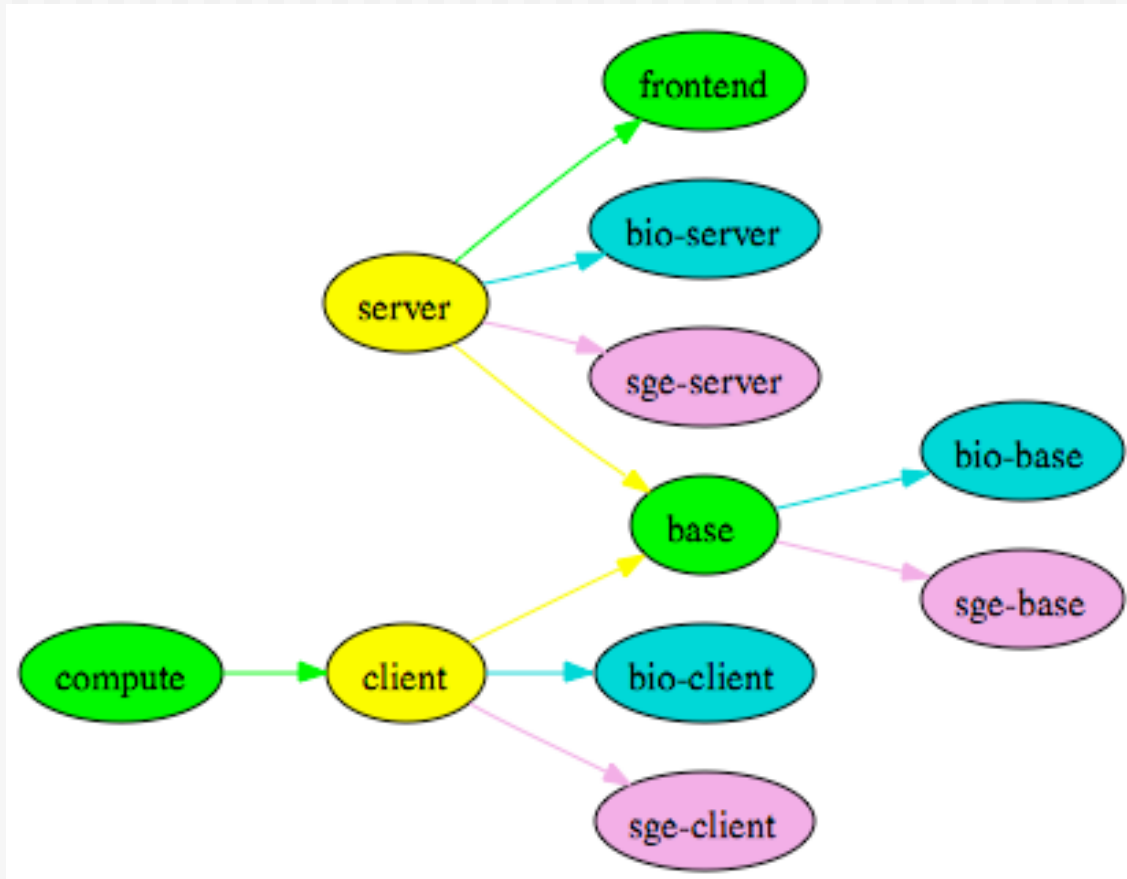 frontend
bio-server
server
sge-server
bio-base
base
sge-base
compute
client
bio-client
sge-client